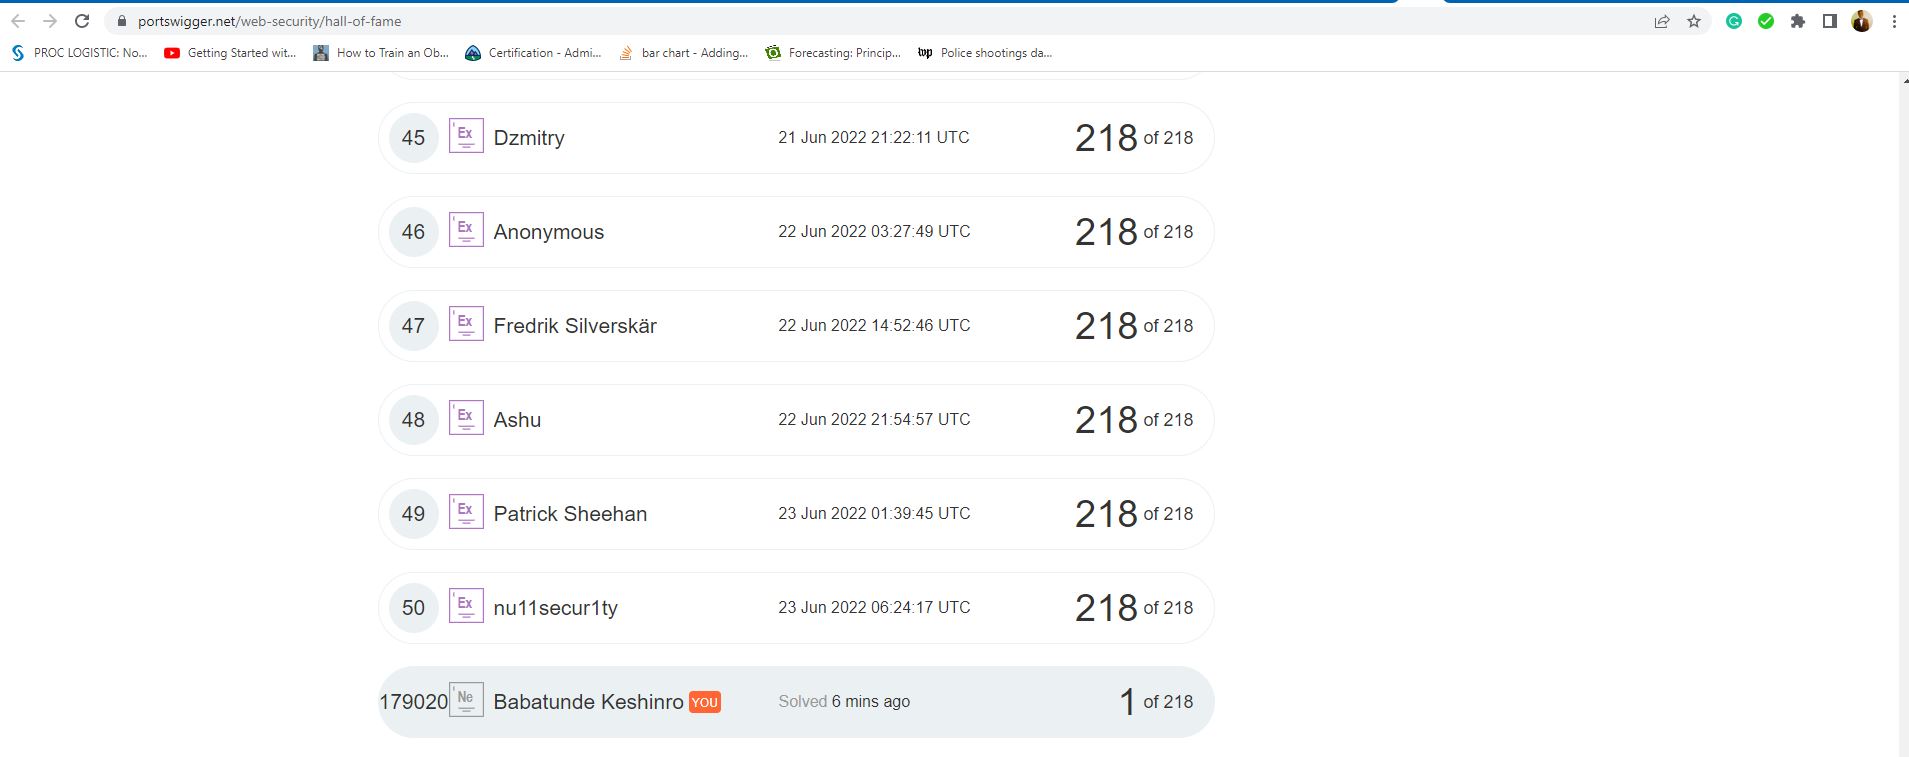 portswigger.net/web-security/hall-of-fame
PROC LOGISTIC: No... Getting Started wit... How to Train an Ob... Certification - Admi... bar chart - Adding... Forecasting: Princip... wp Police shootings da...
45 Ex Dzmitry 21 Jun 2022 21:22:11 UTC 218 of 218
46 Ex Anonymous 22 Jun 2022 03:27:49 UTC 218 of 218
47 Ex Fredrik Silverskär 22 Jun 2022 14:52:46 UTC 218 of 218
48 Ex Ashu 22 Jun 2022 21:54:57 UTC 218 of 218
49 Ex Patrick Sheehan 23 Jun 2022 01:39:45 UTC 218 of 218
50 Ex nu11secur1ty 23 Jun 2022 06:24:17 UTC 218 of 218
179020 Ne Babatunde Keshinro YOU Solved 6 mins ago 1 of 218